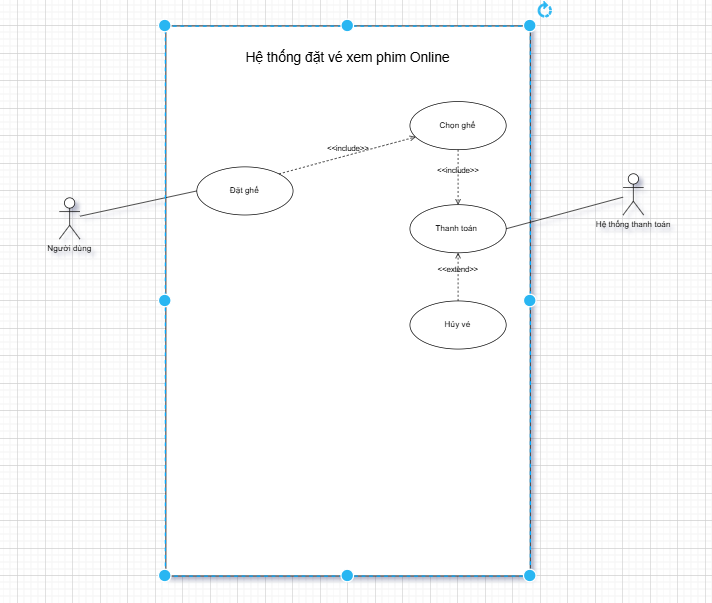 Hệ thống đặt vé xem phim Online
Chọn ghế
<<include>>
<<include>>
Đặt ghế
Người dùng
Thanh toán
Hệ thống thanh toán
<<extend>>
Hủy vé